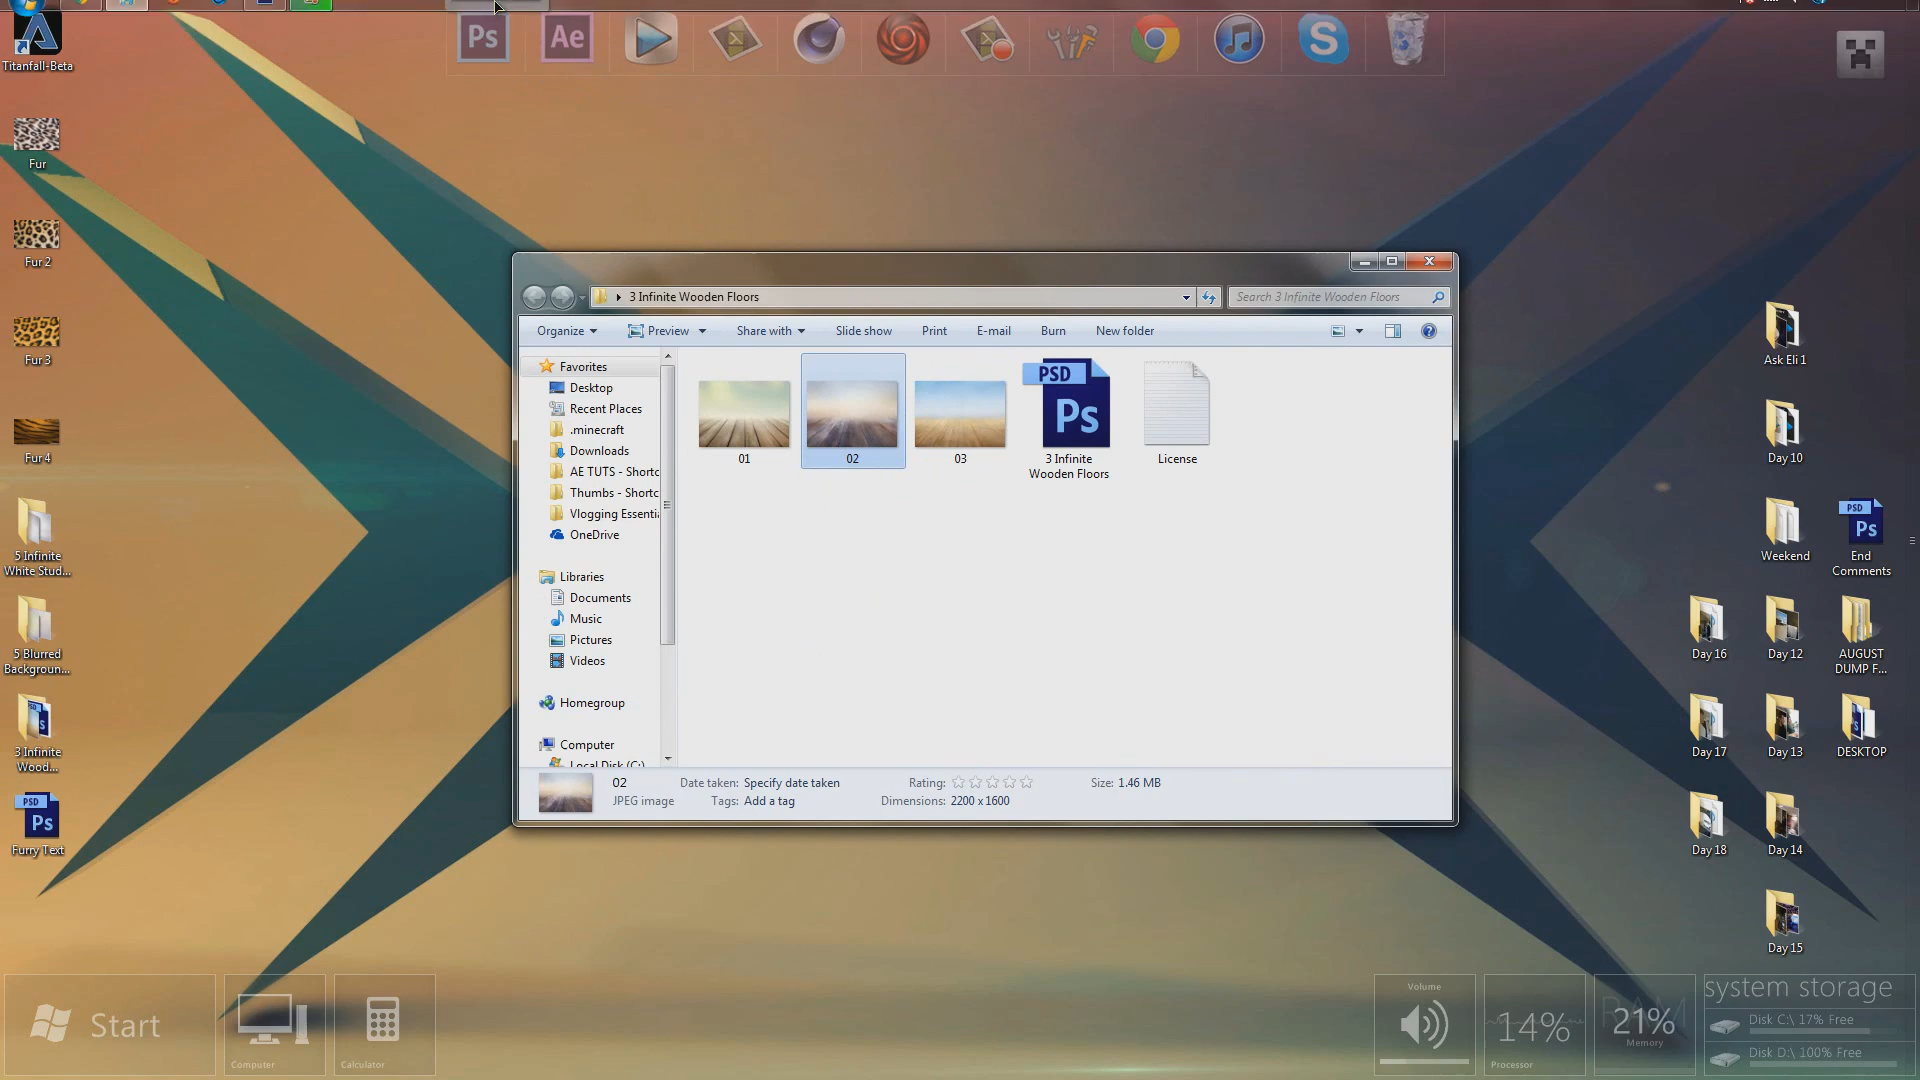 Titanfall-Beta
Fur
Fur 2
Fur 3
Fur 4
5 Infinite
White Stud...
5 Blurred
Backgroun...
3 Infinite
Wood...
PSD
Ps
Furry Text
Ps
Ae
3 Infinite Wooden Floors
Search 3 Infinite Wooden Floors
Organize
Preview
Share with
Slide show
Print
E-mail
Burn
New folder
Favorites
Desktop
Recent Places
.minecraft
Downloads
AE TUTS - Shortc
Thumbs - Shortc
Vlogging Essentia
OneDrive
Libraries
Documents
Music
Pictures
Videos
Homegroup
Computer
Local Disk (C:)
01
02
03
PSD
Ps
3 Infinite
Wooden Floors
License
02
JPEG image
Date taken: Specify date taken
Tags: Add a tag
Rating:
Dimensions: 2200 x 1600
Size: 1.46 MB
Ask Eli 1
Day 10
Weekend
PSD
Ps
End
Comments
Day 16
Day 12
AUGUST
DUMP F...
Day 17
Day 13
DESKTOP
Day 18
Day 14
Day 15
Start
Computer
Calculator
Volume
14%
Processor
RAM
21%
Memory
system storage
Disk C:\ 17% Free
Disk D:\ 100% Free